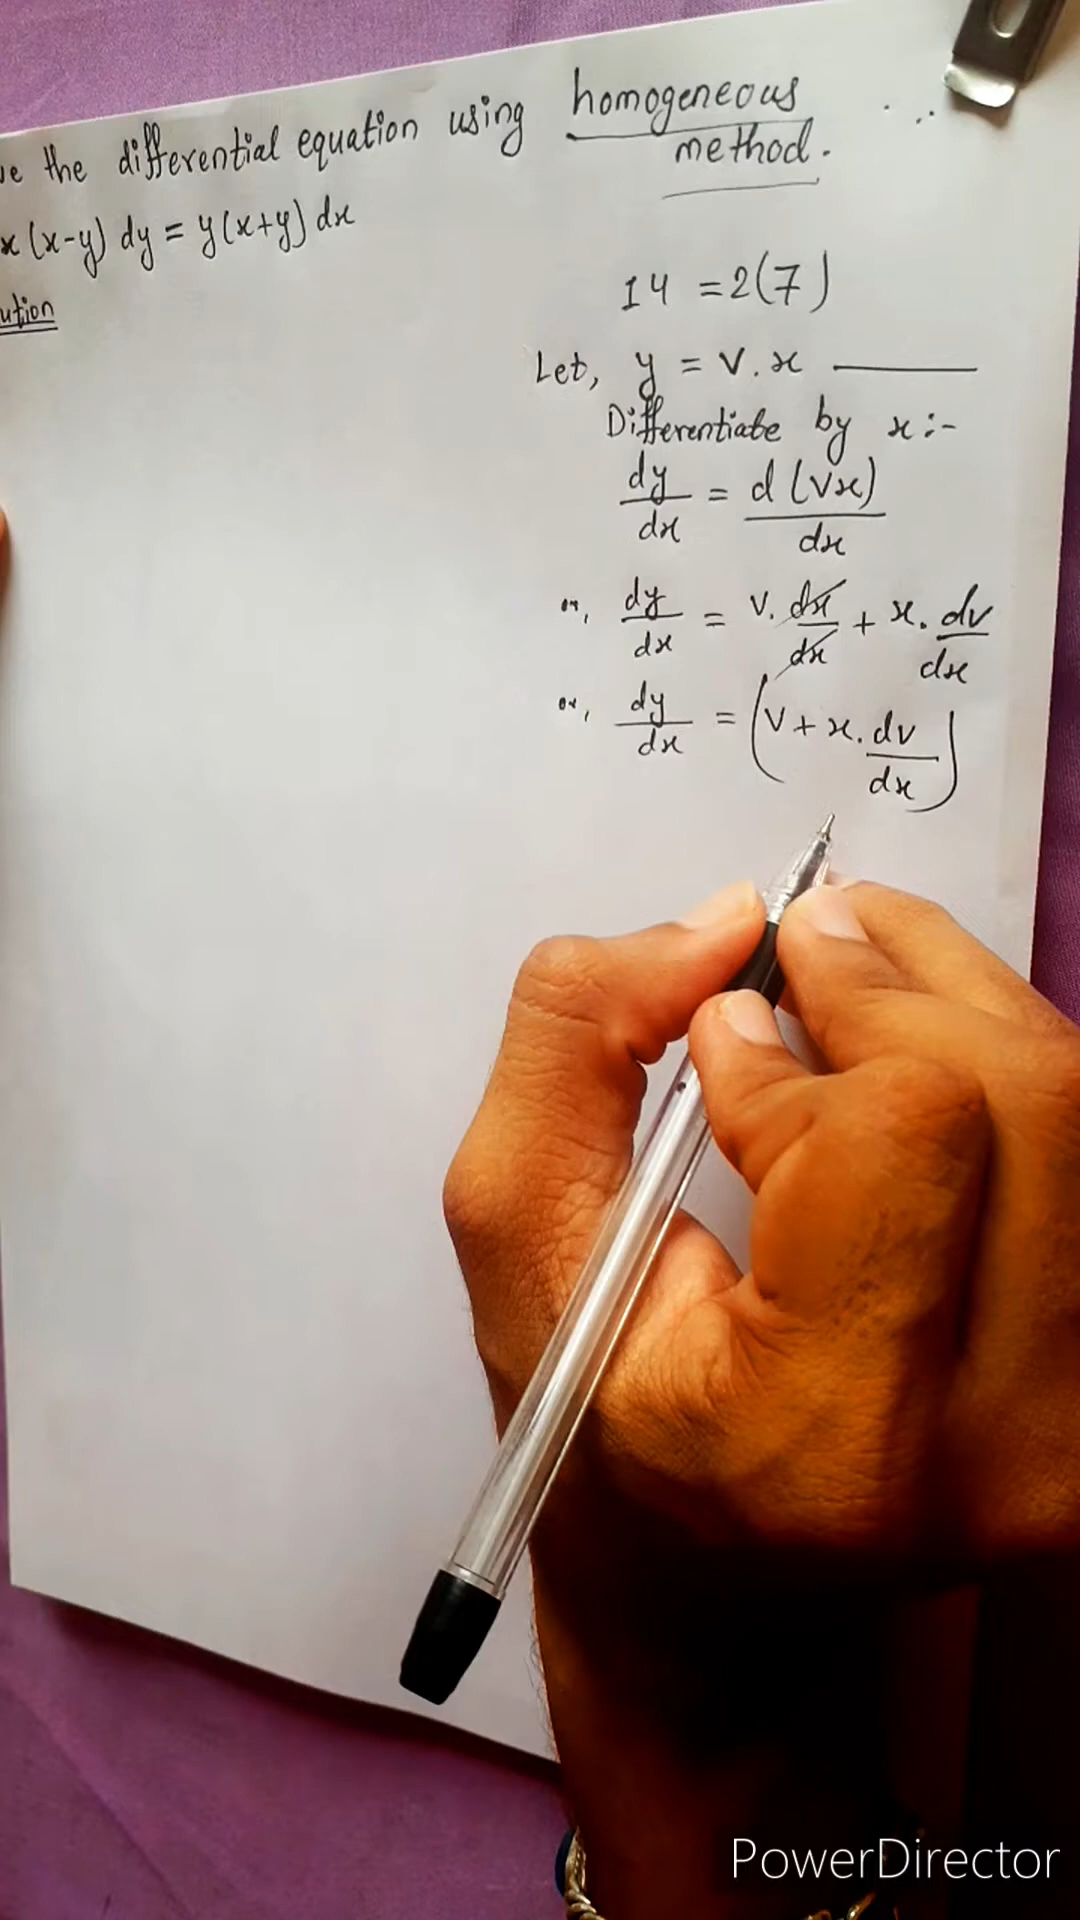 ve the differential equation using homogeneous
method.
x(x-y) dy = y(x+y) dx
ution
14 = 2(7)
Let, y = v.x
Differentiate by x:-
dy/dx = d(vx)/dx
or, dy/dx = v. dx/dx + x. dv/dx
or, dy/dx = (v + x. dv/dx)
PowerDirector